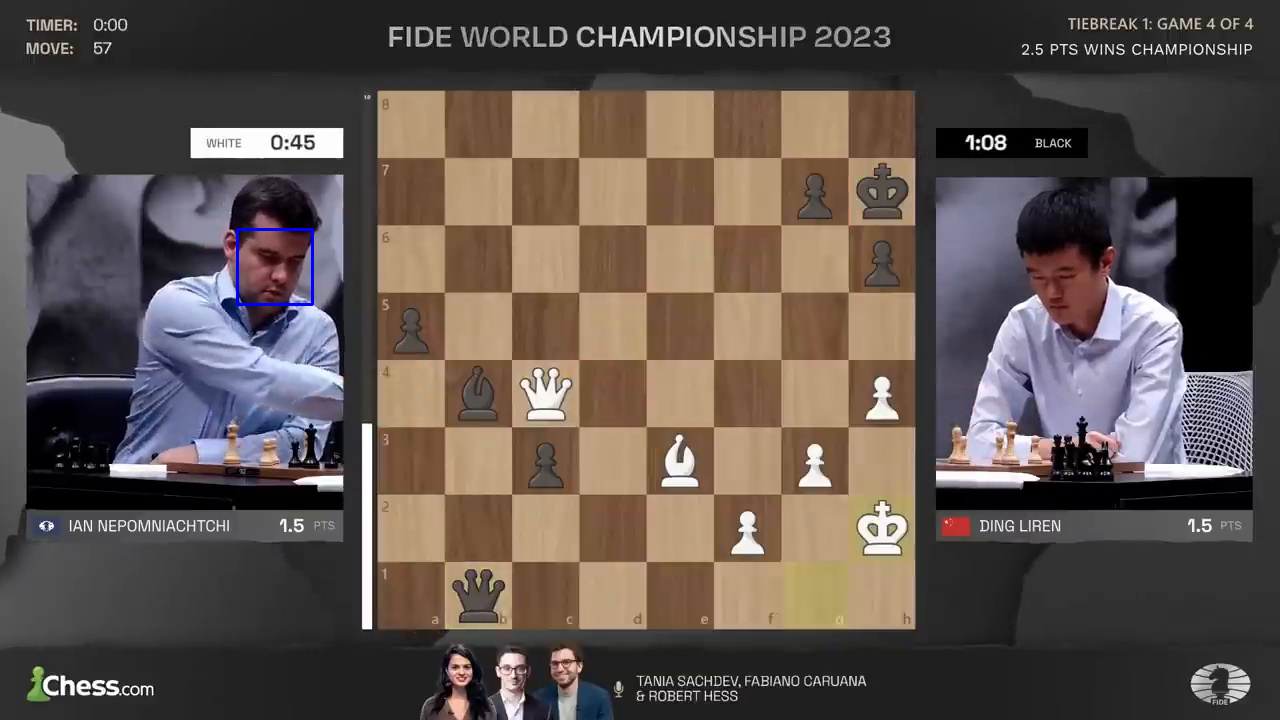 TIMER: 0:00
MOVE: 57
FIDE WORLD CHAMPIONSHIP 2023
TIEBREAK 1: GAME 4 OF 4
2.5 PTS WINS CHAMPIONSHIP
WHITE 0:45
1:08 BLACK
8
7
6
5
4
3
2
1
a b c d e f g h
IAN NEPOMNIACHTCHI 1.5 PTS
DING LIREN 1.5 PTS
Chess.com
TANIA SACHDEV, FABIANO CARUANA
& ROBERT HESS
FIDE